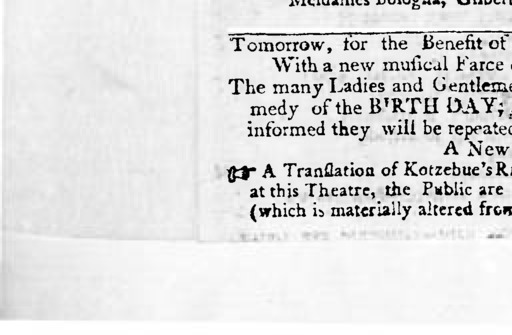 Mesdames Bologna, Gilbert
Tomorrow, for the Benefit of
With a new muſical Farce
The many Ladies and Gentleme
medy of the BIRTH DAY;
informed they will be repeated
A New
☞ A Tranſlation of Kotzebue's R
at this Theatre, the Public are
(which is materially altered from